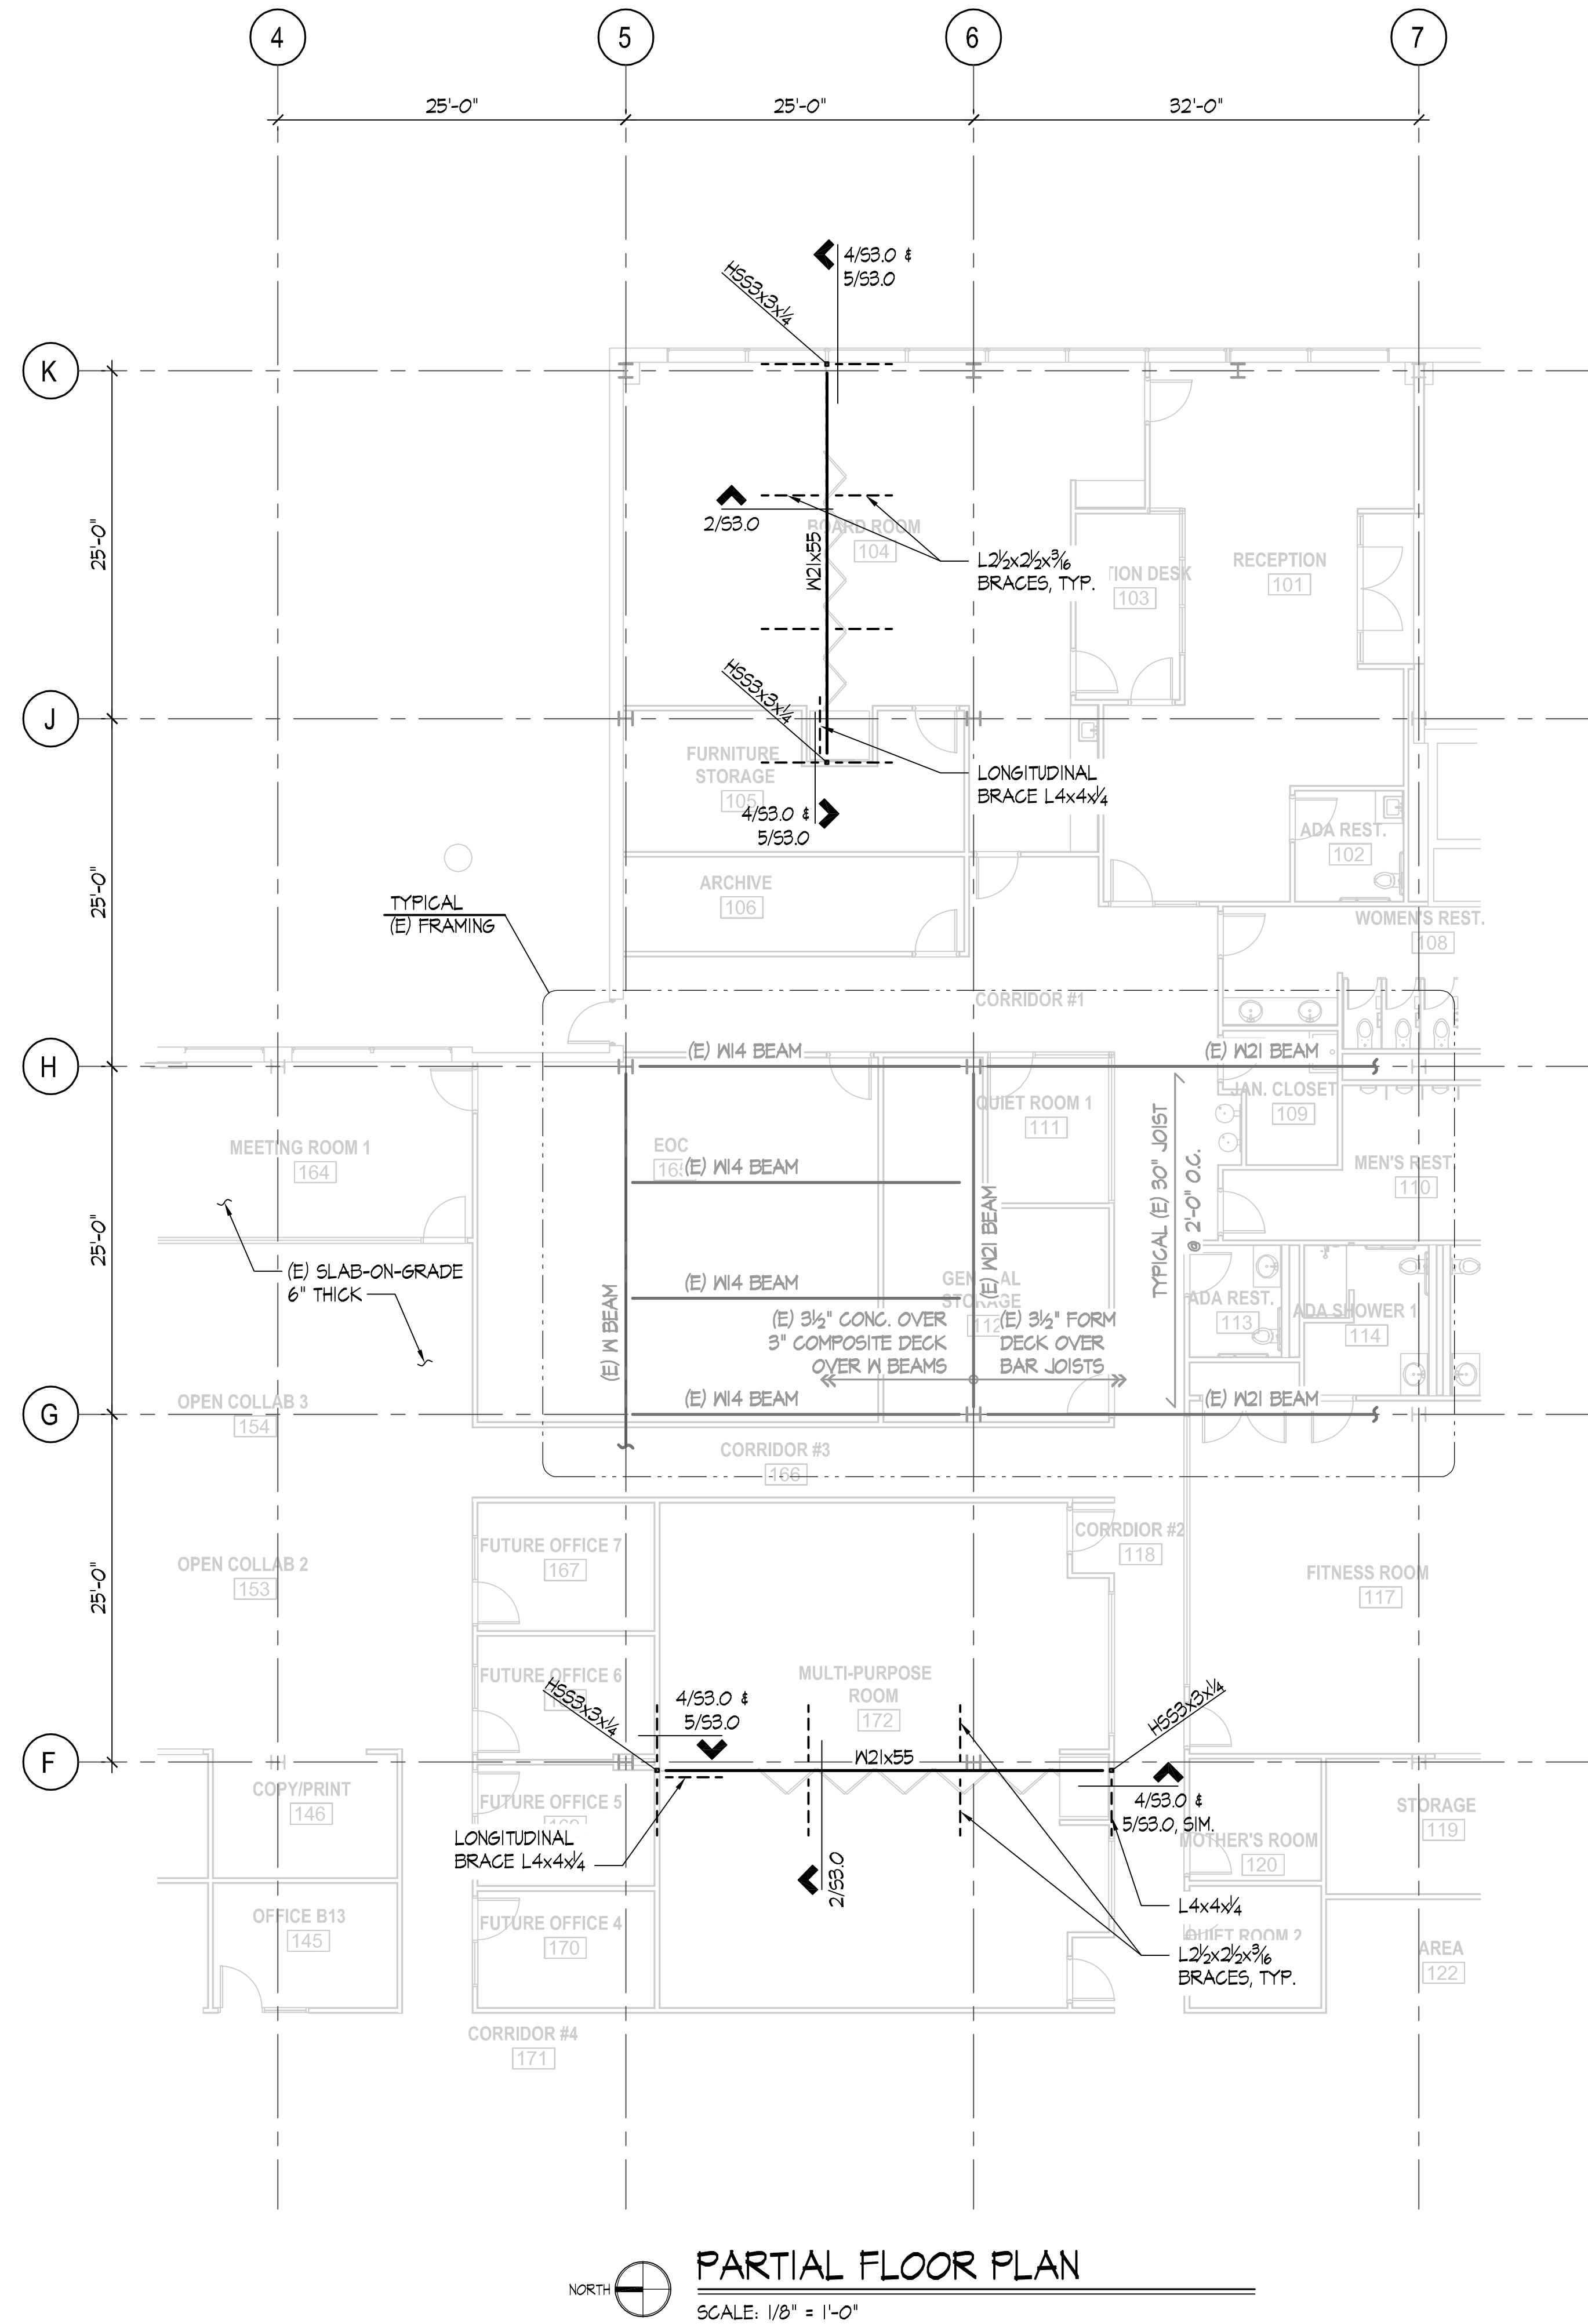 4
5
6
7
25'-0"
25'-0"
32'-0"
4/S3.0 &
5/S3.0
HSS3x3x¼
K
2/S3.0
BOARD ROOM
104
W21x55
25'-0"
L2½x2½x³⁄₁₆
BRACES, TYP.
TION DESK
103
RECEPTION
101
HSS3x3x¼
J
FURNITURE
STORAGE
105
LONGITUDINAL
BRACE L4x4x¼
4/S3.0 &
5/S3.0
ADA REST.
102
25'-0"
ARCHIVE
106
TYPICAL
(E) FRAMING
WOMEN'S REST.
108
CORRIDOR #1
H
(E) W14 BEAM
(E) W21 BEAM
JAN. CLOSET
109
QUIET ROOM 1
111
MEETING ROOM 1
164
EOC
(E) W14 BEAM
MEN'S REST
110
TYPICAL (E) 30" JOIST
@ 2'-0" O.C.
25'-0"
(E) W21 BEAM
(E) SLAB-ON-GRADE
6" THICK
(E) W BEAM
(E) W14 BEAM
GEN AL
STORAGE
112
(E) 3½" CONC. OVER
3" COMPOSITE DECK
OVER W BEAMS
(E) 3½" FORM
DECK OVER
BAR JOISTS
ADA REST.
113
ADA SHOWER 1
114
OPEN COLLAB 3
154
G
(E) W14 BEAM
(E) W21 BEAM
CORRIDOR #3
166
25'-0"
OPEN COLLAB 2
153
FUTURE OFFICE 7
167
CORRDIOR #2
118
FITNESS ROOM
117
FUTURE OFFICE 6
HSS3x3x¼
4/S3.0 &
5/S3.0
MULTI-PURPOSE
ROOM
172
HSS3x3x¼
F
W21x55
COPY/PRINT
146
FUTURE OFFICE 5
4/S3.0 &
5/S3.0, SIM.
STORAGE
119
LONGITUDINAL
BRACE L4x4x¼
MOTHER'S ROOM
120
2/S3.0
L4x4x¼
OFFICE B13
145
FUTURE OFFICE 4
170
QUIET ROOM 2
L2½x2½x³⁄₁₆
BRACES, TYP.
AREA
122
CORRIDOR #4
171
NORTH
PARTIAL FLOOR PLAN
SCALE: 1/8" = 1'-0"